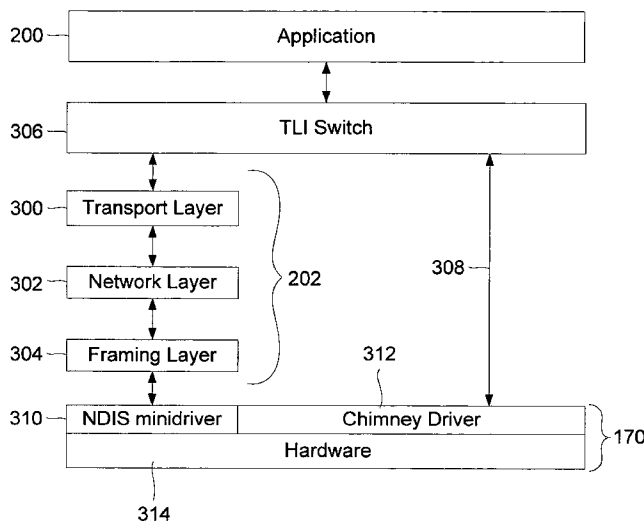 200
Application
306
TLI Switch
300
Transport Layer
302
Network Layer
202
308
304
Framing Layer
312
310
NDIS minidriver
Chimney Driver
170
Hardware
314